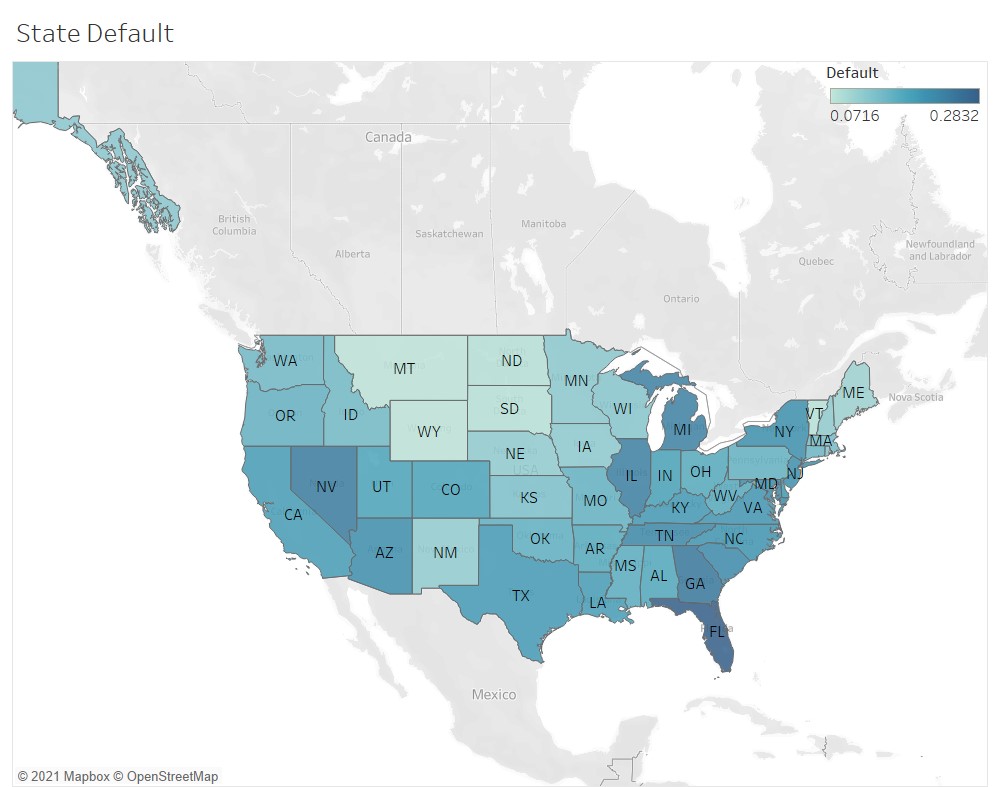 State Default
Default
0.0716 0.2832
Canada
British
Columbia
Alberta
Saskatchewan
Manitoba
Ontario
Quebec
Newfoundland
and Labrador
Nova Scotia
WA
MT
ND
MN
OR
ID
WY
SD
WI
MI
NY
VT
ME
MA
NV
UT
CO
NE
USA
KS
IA
IL
IN
OH
NJ
MD
CA
AZ
NM
OK
MO
KY
WV
VA
TN
NC
AR
TX
LA
MS
AL
GA
FL
Mexico
© 2021 Mapbox © OpenStreetMap